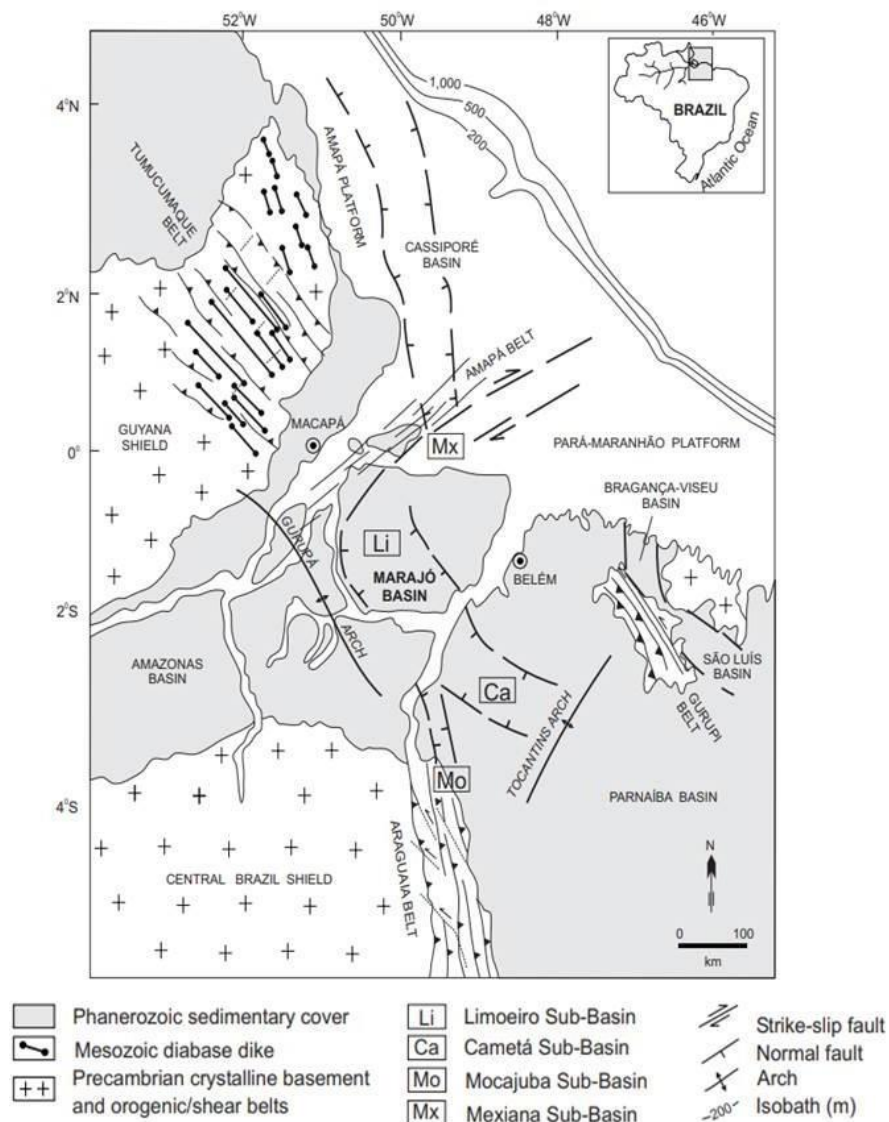 52°W
50°W
48°W
46°W
4°N
2°N
0°
2°S
4°S
1,000
500
200
BRAZIL
Atlantic Ocean
TUMUCUMAQUE
BELT
AMAPÁ PLATFORM
CASSIPORÉ
BASIN
AMAPÁ BELT
GUYANA
SHIELD
MACAPÁ
Mx
PARÁ-MARANHÃO PLATFORM
BRAGANÇA-VISEU
BASIN
GURUPÁ
ARCH
Li
MARAJÓ
BASIN
BELÉM
AMAZONAS
BASIN
Ca
TOCANTINS ARCH
SÃO LUÍS
BASIN
GURUPI
BELT
Mo
PARNAÍBA BASIN
ARAGUAIA BELT
CENTRAL BRAZIL SHIELD
N
0 100
km
Phanerozoic sedimentary cover
Mesozoic diabase dike
++ Precambrian crystalline basement
and orogenic/shear belts
Li Limoeiro Sub-Basin
Ca Cametá Sub-Basin
Mo Mocajuba Sub-Basin
Mx Mexiana Sub-Basin
Strike-slip fault
Normal fault
Arch
-200- Isobath (m)